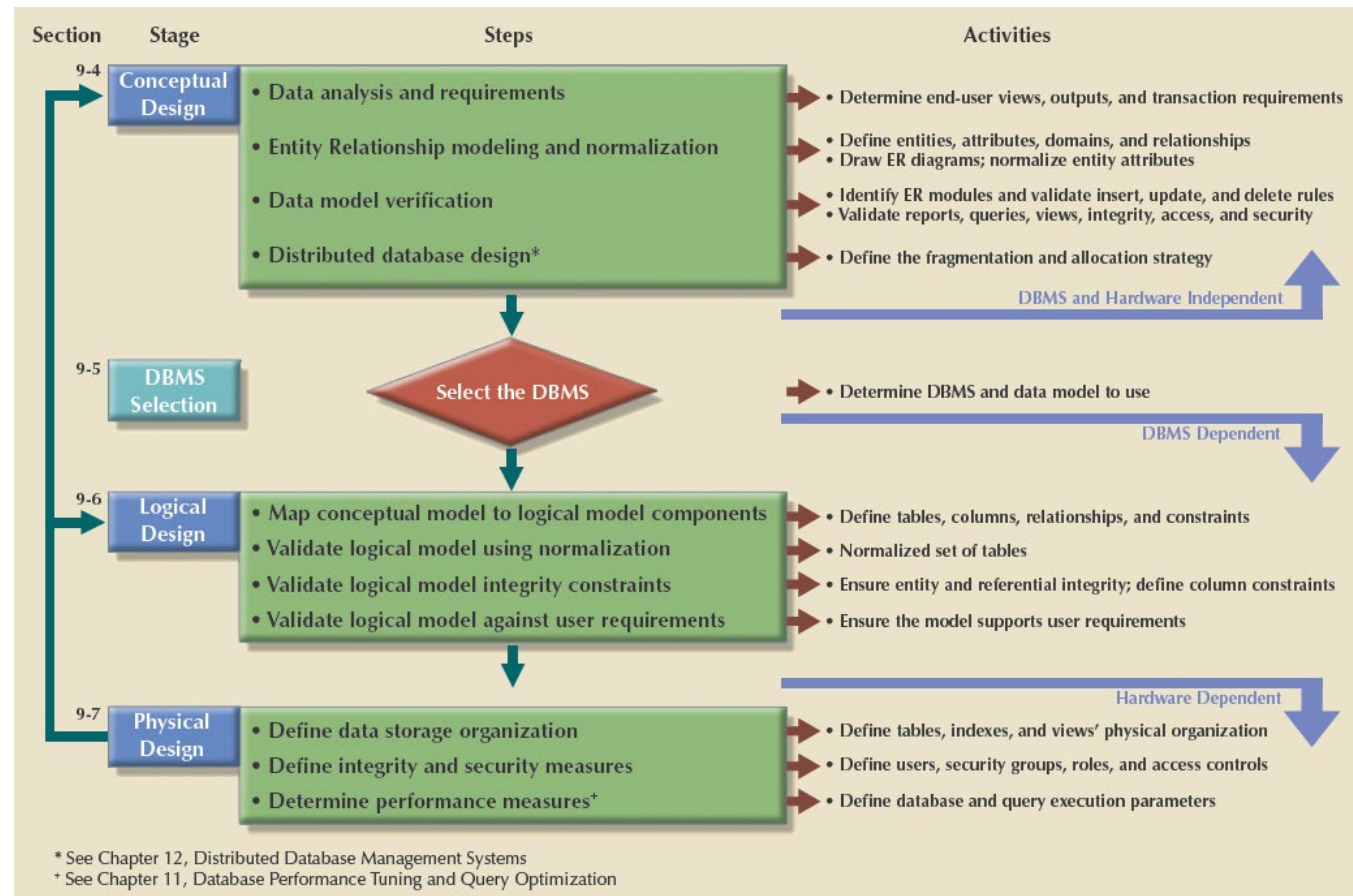 Section Stage Steps Activities
9-4
Conceptual
Design
• Data analysis and requirements
• Determine end-user views, outputs, and transaction requirements
• Entity Relationship modeling and normalization
• Define entities, attributes, domains, and relationships
• Draw ER diagrams; normalize entity attributes
• Data model verification
• Identify ER modules and validate insert, update, and delete rules
• Validate reports, queries, views, integrity, access, and security
• Distributed database design*
• Define the fragmentation and allocation strategy
DBMS and Hardware Independent
9-5
DBMS
Selection
Select the DBMS
• Determine DBMS and data model to use
DBMS Dependent
9-6
Logical
Design
• Map conceptual model to logical model components
• Define tables, columns, relationships, and constraints
• Validate logical model using normalization
• Normalized set of tables
• Validate logical model integrity constraints
• Ensure entity and referential integrity; define column constraints
• Validate logical model against user requirements
• Ensure the model supports user requirements
Hardware Dependent
9-7
Physical
Design
• Define data storage organization
• Define tables, indexes, and views’ physical organization
• Define integrity and security measures
• Define users, security groups, roles, and access controls
• Determine performance measures⁺
• Define database and query execution parameters
* See Chapter 12, Distributed Database Management Systems
⁺ See Chapter 11, Database Performance Tuning and Query Optimization